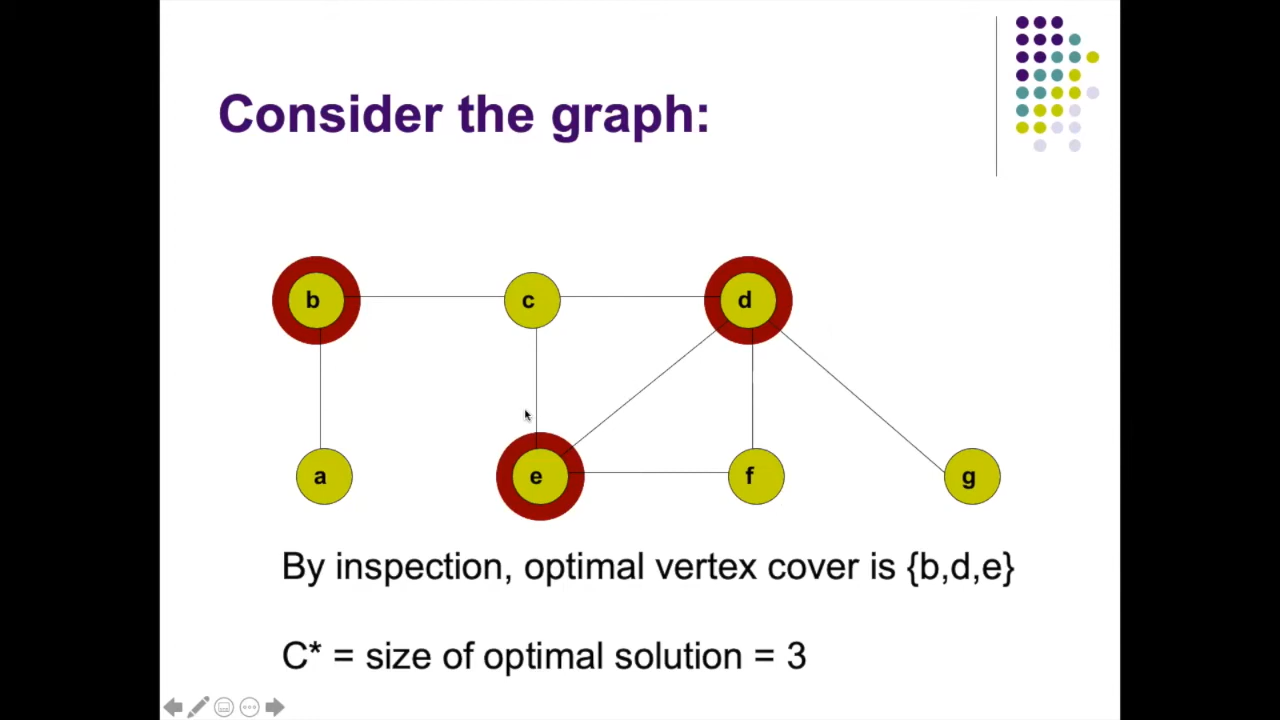 Consider the graph:
b c d
a e f g
By inspection, optimal vertex cover is {b,d,e}
C* = size of optimal solution = 3